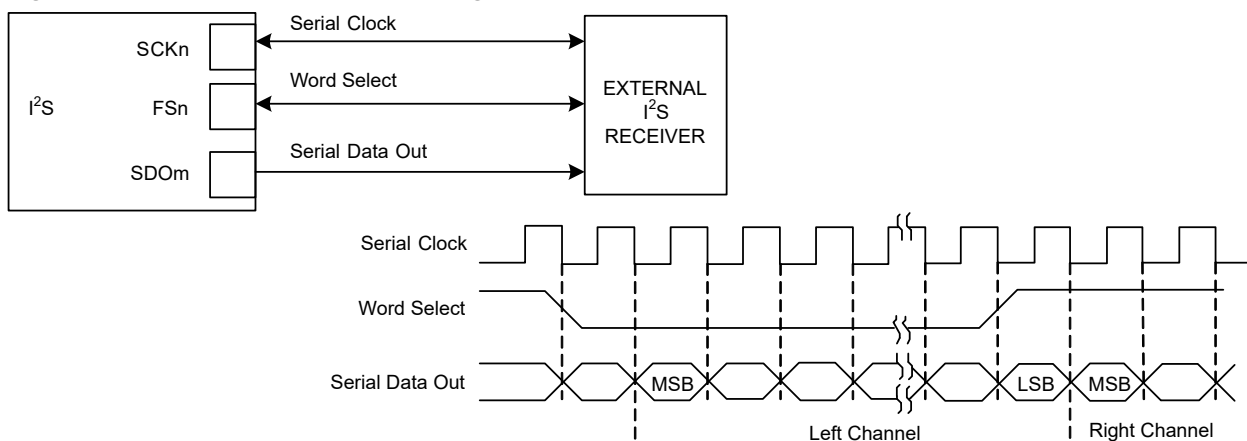 Serial Clock
SCKn
Word Select
I²S
FSn
EXTERNAL
I²S
RECEIVER
Serial Data Out
SDOm
Serial Clock
Word Select
Serial Data Out
MSB
LSB
MSB
Left Channel
Right Channel